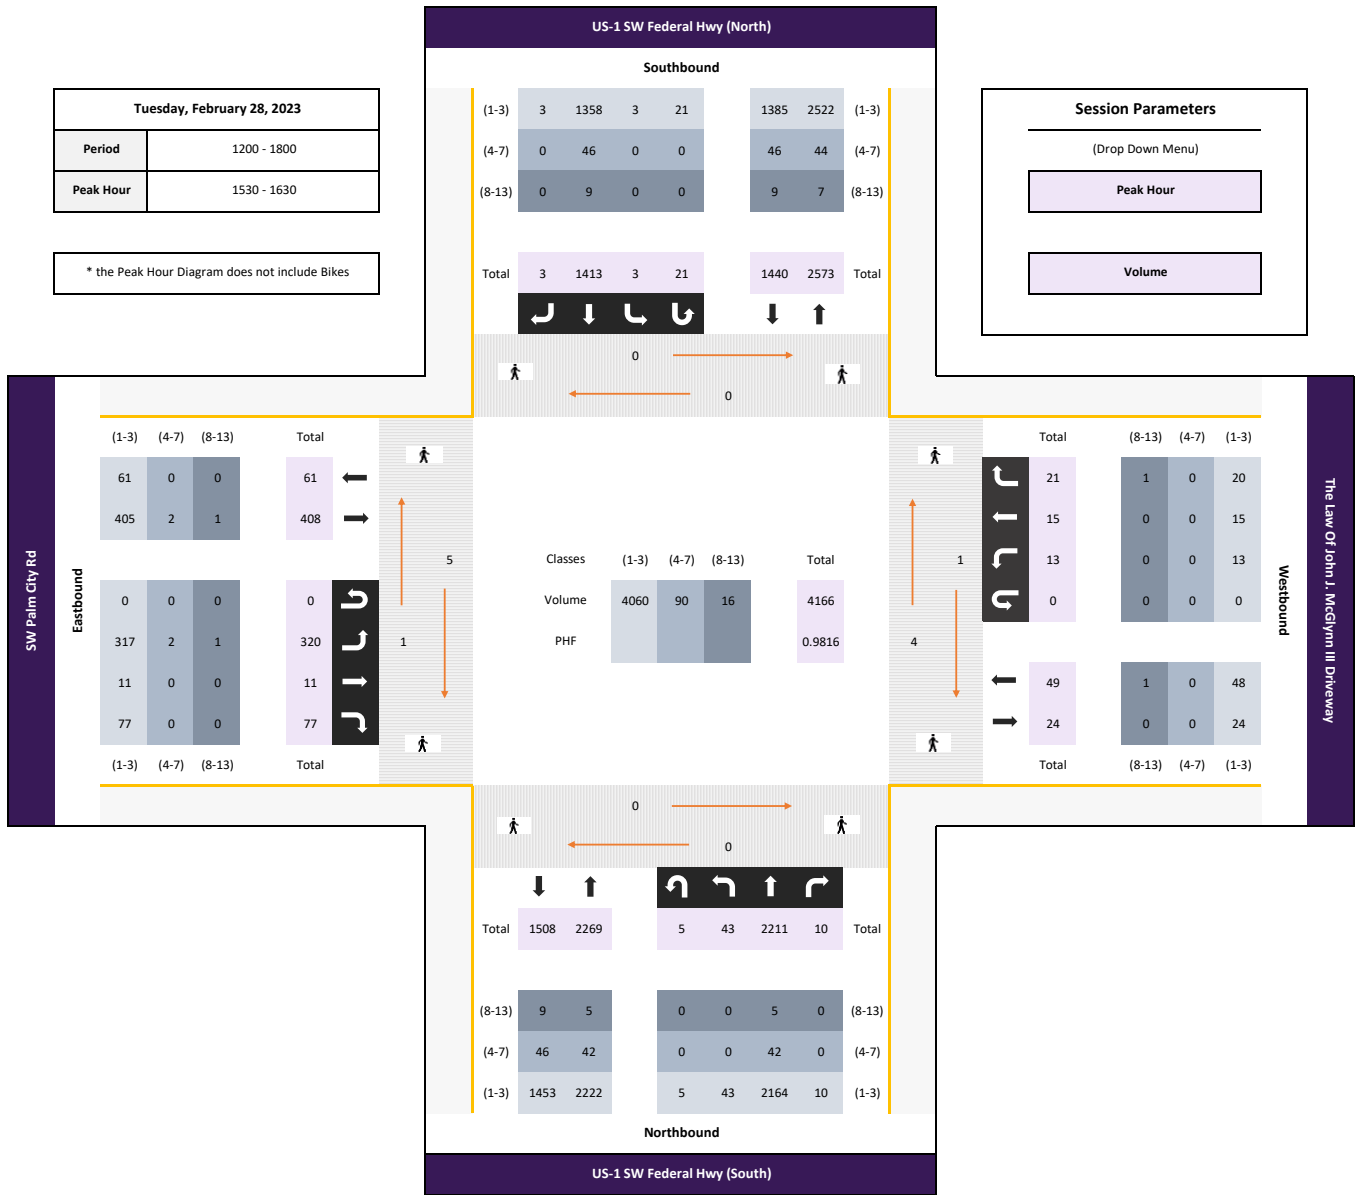 US-1 SW Federal Hwy (North)
Southbound
Tuesday, February 28, 2023
Period 1200 - 1800
Peak Hour 1530 - 1630
* the Peak Hour Diagram does not include Bikes
Session Parameters
(Drop Down Menu)
Peak Hour
Volume
(1-3) 3 1358 3 21 1385 2522 (1-3)
(4-7) 0 46 0 0 46 44 (4-7)
(8-13) 0 9 0 0 9 7 (8-13)
Total 3 1413 3 21 1440 2573 Total
0
0
SW Palm City Rd
Eastbound
(1-3) (4-7) (8-13) Total
61 0 0 61
405 2 1 408
0 0 0 0
317 2 1 320
11 0 0 11
77 0 0 77
(1-3) (4-7) (8-13) Total
5
1
Classes (1-3) (4-7) (8-13) Total
Volume 4060 90 16 4166
PHF 0.9816
1
4
Total (8-13) (4-7) (1-3)
21 1 0 20
15 0 0 15
13 0 0 13
0 0 0 0
49 1 0 48
24 0 0 24
Total (8-13) (4-7) (1-3)
Westbound
The Law Of John J. McGlynn III Driveway
0
0
Total 1508 2269 5 43 2211 10 Total
(8-13) 9 5 0 0 5 0 (8-13)
(4-7) 46 42 0 0 42 0 (4-7)
(1-3) 1453 2222 5 43 2164 10 (1-3)
Northbound
US-1 SW Federal Hwy (South)